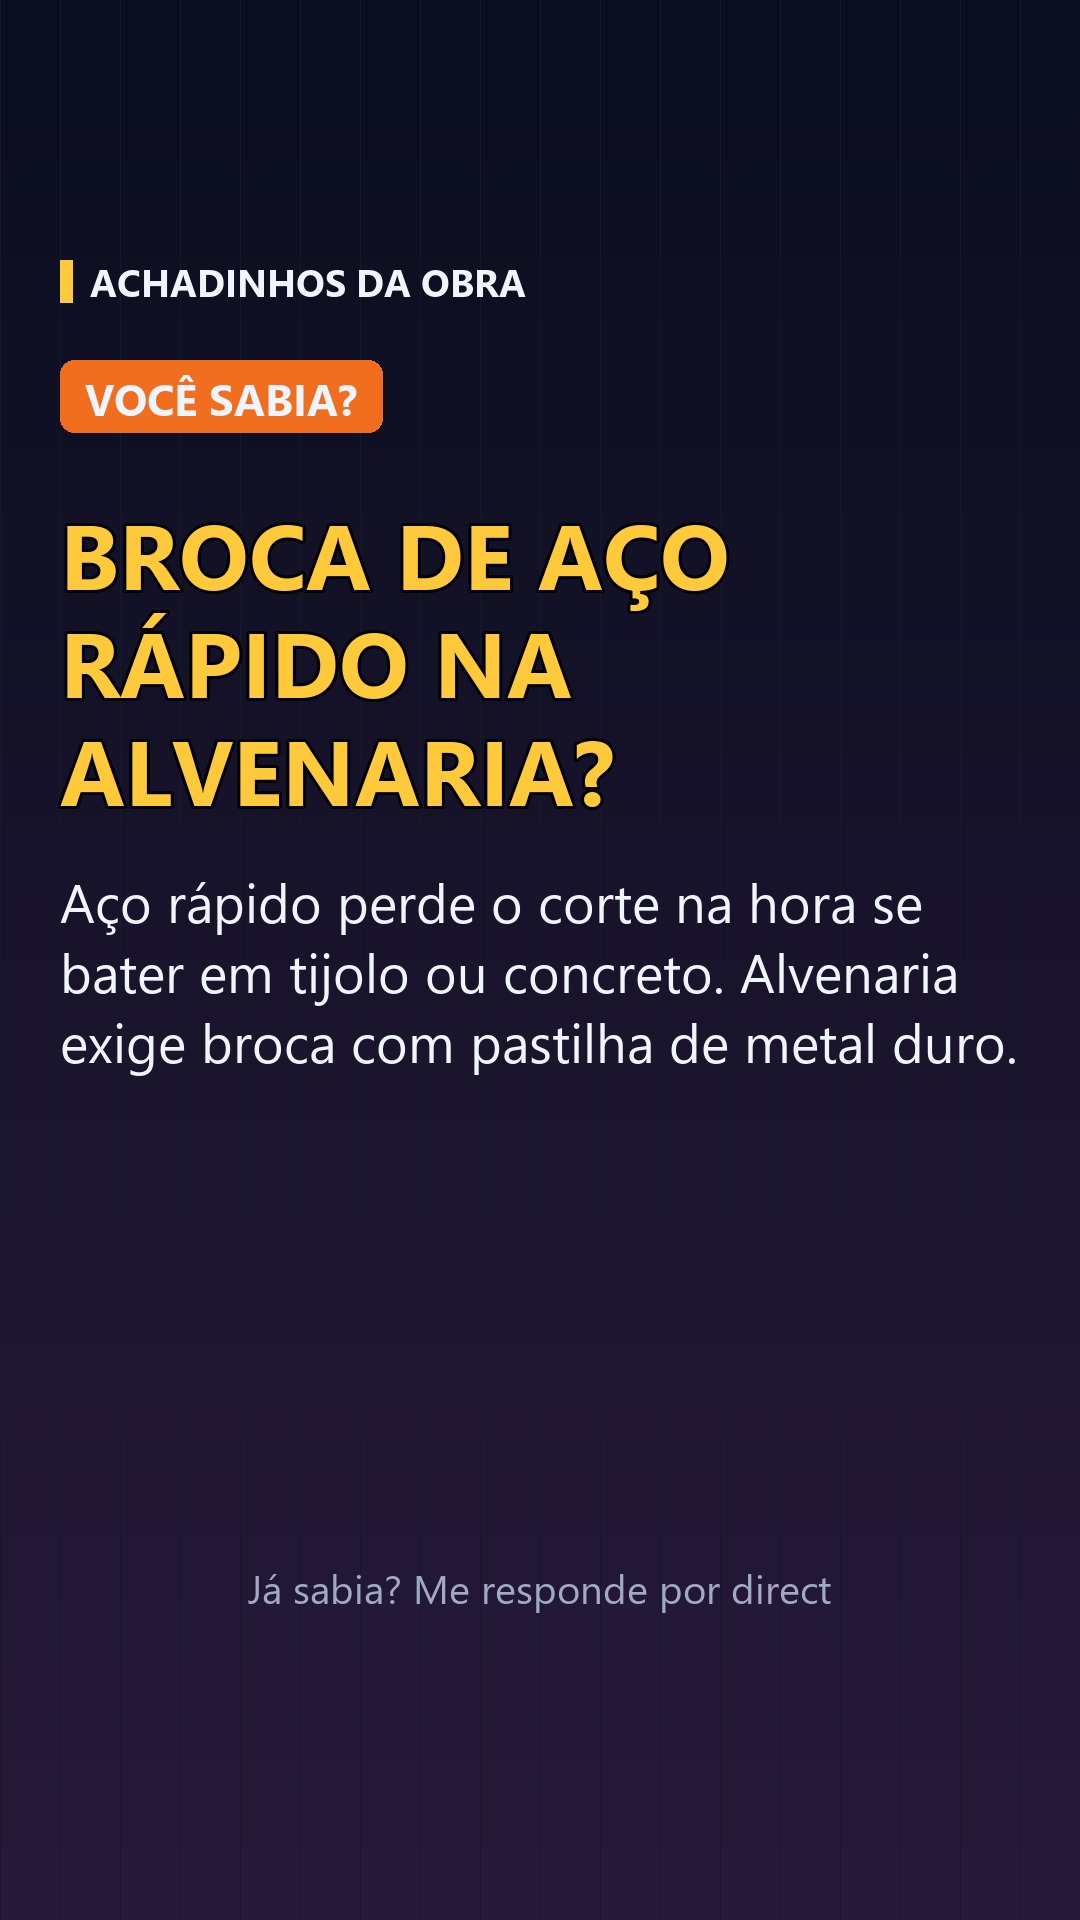 ACHADINHOS DA OBRA
VOCÊ SABIA?
BROCA DE AÇO
RÁPIDO NA
ALVENARIA?
Aço rápido perde o corte na hora se
bater em tijolo ou concreto. Alvenaria
exige broca com pastilha de metal duro.
Já sabia? Me responde por direct